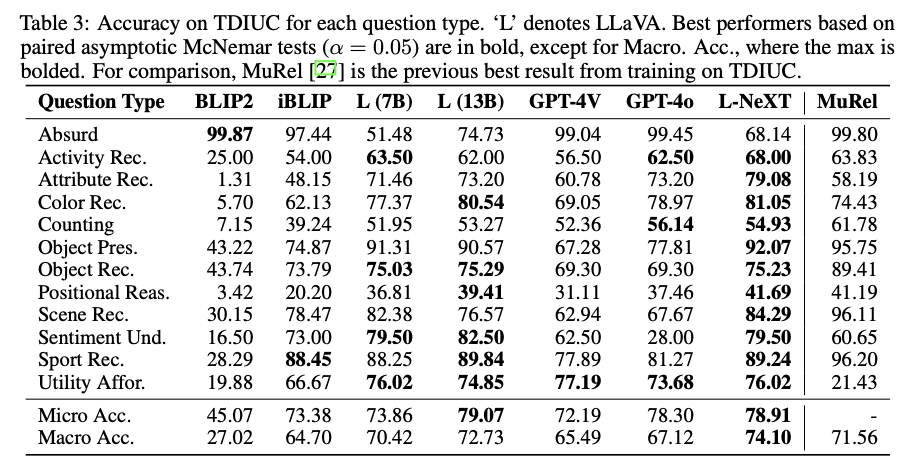 Table 3: Accuracy on TDIUC for each question type. ‘L’ denotes LLaVA. Best performers based on
paired asymptotic McNemar tests (α = 0.05) are in bold, except for Macro. Acc., where the max is
bolded. For comparison, MuRel [27] is the previous best result from training on TDIUC.
Question Type BLIP2 iBLIP L (7B) L (13B) GPT-4V GPT-4o L-NeXT MuRel
Absurd 99.87 97.44 51.48 74.73 99.04 99.45 68.14 99.80
Activity Rec. 25.00 54.00 63.50 62.00 56.50 62.50 68.00 63.83
Attribute Rec. 1.31 48.15 71.46 73.20 60.78 73.20 79.08 58.19
Color Rec. 5.70 62.13 77.37 80.54 69.05 78.97 81.05 74.43
Counting 7.15 39.24 51.95 53.27 52.36 56.14 54.93 61.78
Object Pres. 43.22 74.87 91.31 90.57 67.28 77.81 92.07 95.75
Object Rec. 43.74 73.79 75.03 75.29 69.30 69.30 75.23 89.41
Positional Reas. 3.42 20.20 36.81 39.41 31.11 37.46 41.69 41.19
Scene Rec. 30.15 78.47 82.38 76.57 62.94 67.67 84.29 96.11
Sentiment Und. 16.50 73.00 79.50 82.50 62.50 28.00 79.50 60.65
Sport Rec. 28.29 88.45 88.25 89.84 77.89 81.27 89.24 96.20
Utility Affor. 19.88 66.67 76.02 74.85 77.19 73.68 76.02 21.43
Micro Acc. 45.07 73.38 73.86 79.07 72.19 78.30 78.91 -
Macro Acc. 27.02 64.70 70.42 72.73 65.49 67.12 74.10 71.56